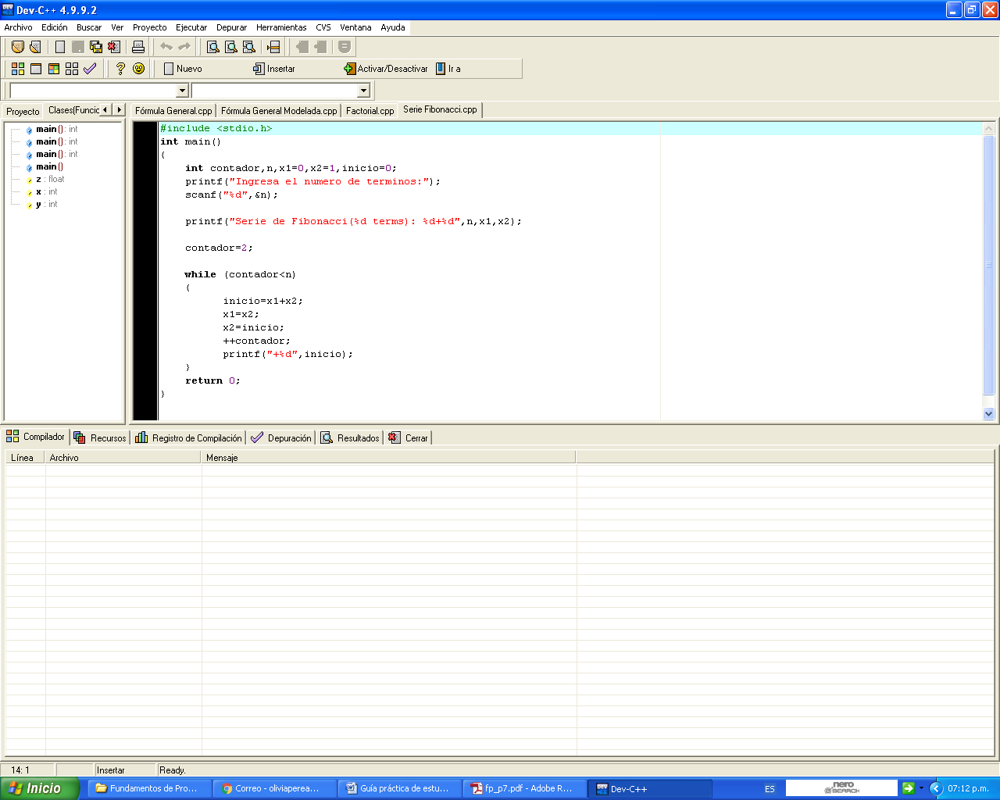 Dev-C++ 4.9.9.2
Archivo Edición Buscar Ver Proyecto Ejecutar Depurar Herramientas CVS Ventana Ayuda
Nuevo Insertar Activar/Desactivar Ir a
Proyecto Clases(Funcio Fórmula General.cpp Fórmula General Modelada.cpp Factorial.cpp Serie Fibonacci.cpp
main(): int
main(): int
main(): int
main()
z : float
x : int
y : int
#include <stdio.h>
int main()
{
int contador,n,x1=0,x2=1,inicio=0;
printf("Ingresa el numero de terminos:");
scanf("%d",&n);
printf("Serie de Fibonacci(%d terms): %d+%d",n,x1,x2);
contador=2;
while (contador<n)
{
inicio=x1+x2;
x1=x2;
x2=inicio;
++contador;
printf("+%d",inicio);
}
return 0;
}
Compilador Recursos Registro de Compilación Depuración Resultados Cerrar
Línea Archivo Mensaje
14: 1 Insertar Ready.
Inicio Fundamentos de Pro... Correo - oliviaperea... Guía práctica de estu... fp_p7.pdf - Adobe R... Dev-C++ ES nero SEARCH 07:12 p.m.